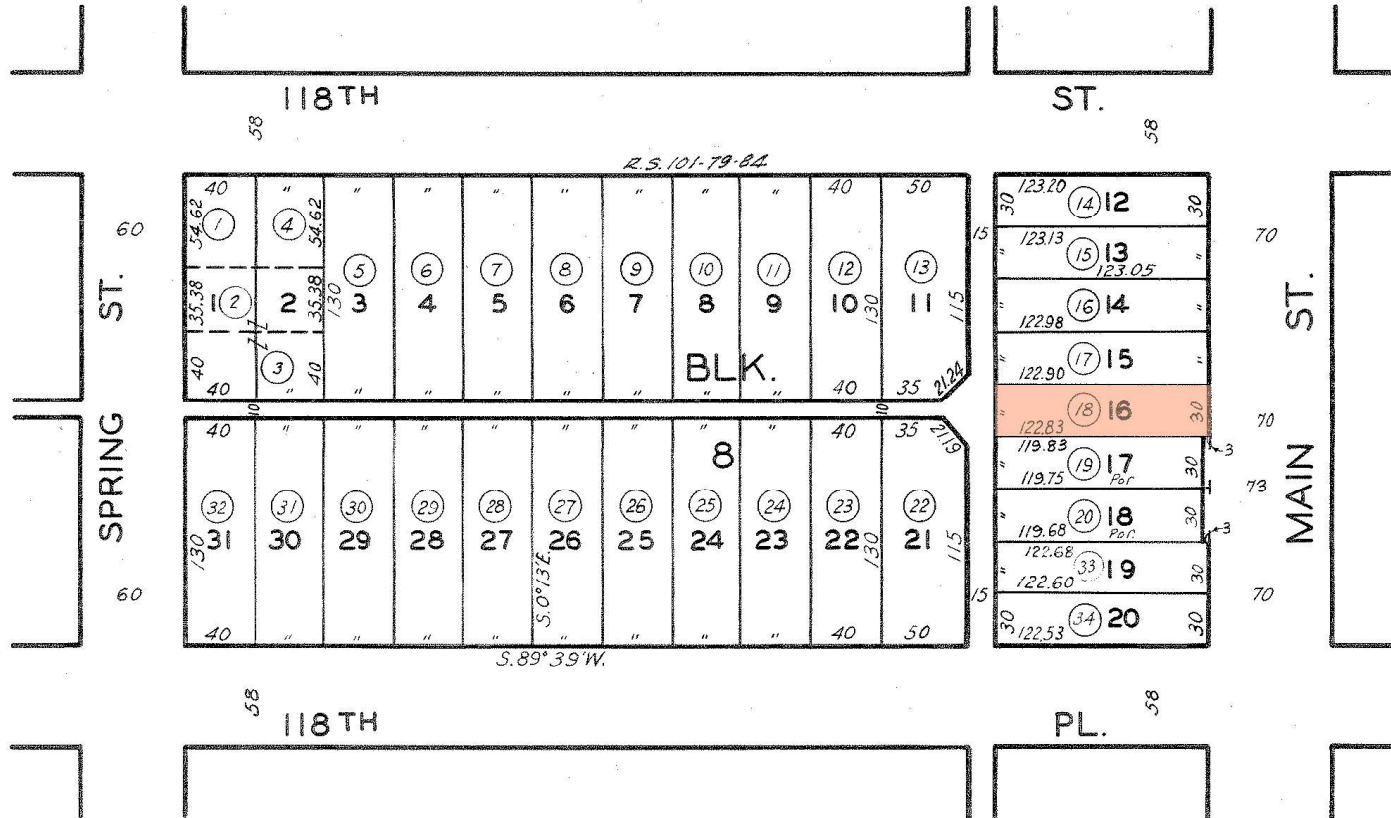 118TH ST.
58 58
R.S. 101-79-84
40 " " " " " " " " 40 50
54.62 1 4 54.62
5 6 7 8 9 10 11 12 13
35.38 1 2 2 35.38 130 3 4 5 6 7 8 9 10 130 11 115
40 3 40
BLK.
40 " " " " " " " " 40 35 21.24
10 10
40 " " " " " " " " 40 35 21.19
8
32 31 30 29 28 27 26 25 24 23 22
130 31 30 29 28 27 26 25 24 23 22 130 21 115
S.0°13'E.
40 " " " " " " " " 40 50
S.89°39'W.
60
SPRING ST.
60
15
123.20
30 14 12 30
123.13
" 15 13 "
123.05
" 16 14 "
122.98
" 17 15 "
122.90
" 18 16 30
122.83
119.83
" 19 17 30
119.75 Por.
" 20 18 30
119.68 Por.
122.68
" 33 19 30
122.60
30 34 20 30
122.53
15
3
3
70
70
73
70
MAIN ST.
58 58
118TH PL.